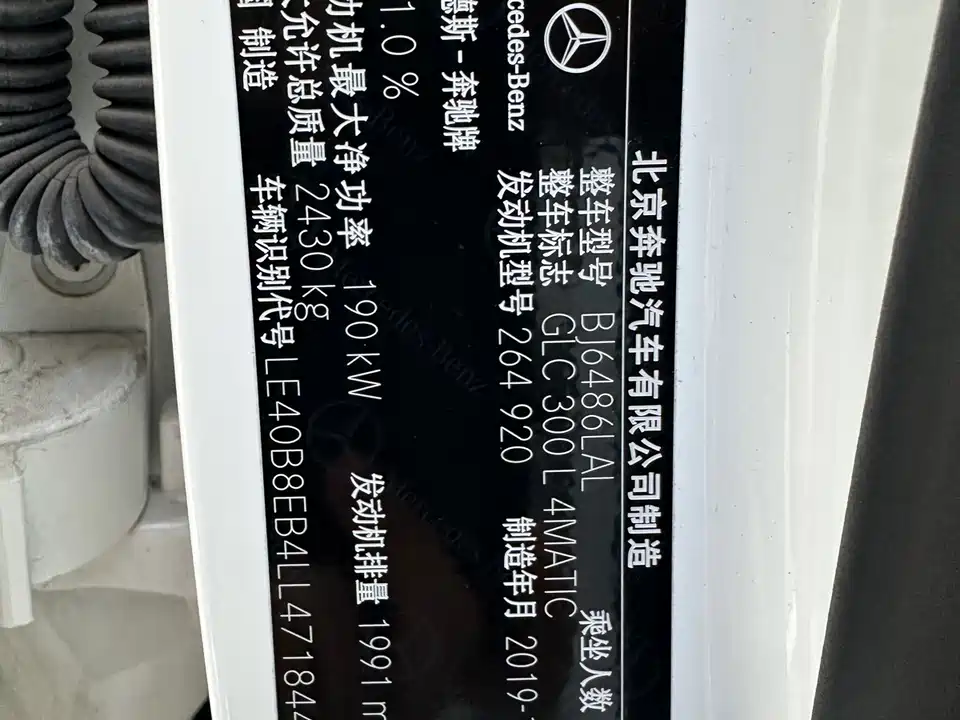 北京奔驰汽车有限公司制造
整车型号 BJ6486LAL 乘坐人数
整车标志 GLC 300 L 4MATIC
cedes-Benz 发动机型号 264 920 制造年月 2019-
德斯-奔驰牌
1.0 %
动机最大净功率 190 kW 发动机排量 1991 m
允许总质量 2430 kg
制造 车辆识别代号 LE40B8EB4LL47184